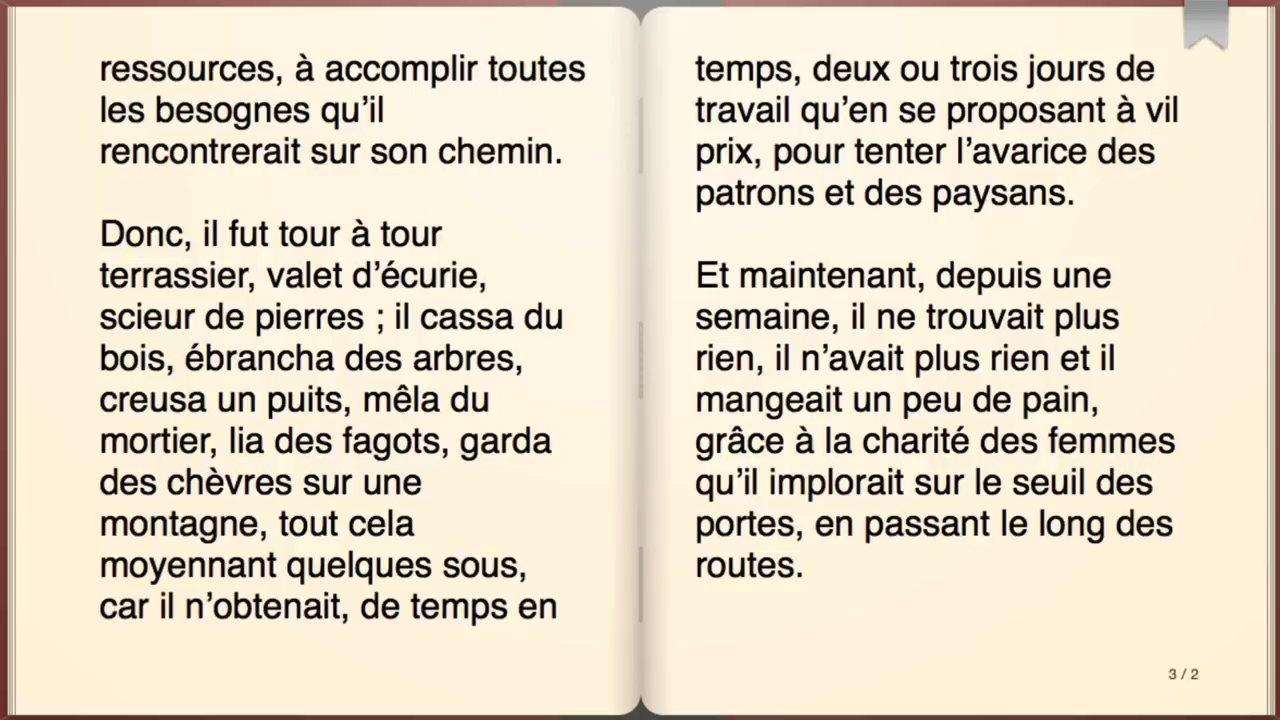 ressources, à accomplir toutes
les besognes qu’il
rencontrerait sur son chemin.
Donc, il fut tour à tour
terrassier, valet d’écurie,
scieur de pierres ; il cassa du
bois, ébrancha des arbres,
creusa un puits, mêla du
mortier, lia des fagots, garda
des chèvres sur une
montagne, tout cela
moyennant quelques sous,
car il n’obtenait, de temps en
temps, deux ou trois jours de
travail qu’en se proposant à vil
prix, pour tenter l’avarice des
patrons et des paysans.
Et maintenant, depuis une
semaine, il ne trouvait plus
rien, il n’avait plus rien et il
mangeait un peu de pain,
grâce à la charité des femmes
qu’il implorait sur le seuil des
portes, en passant le long des
routes.
3 / 2